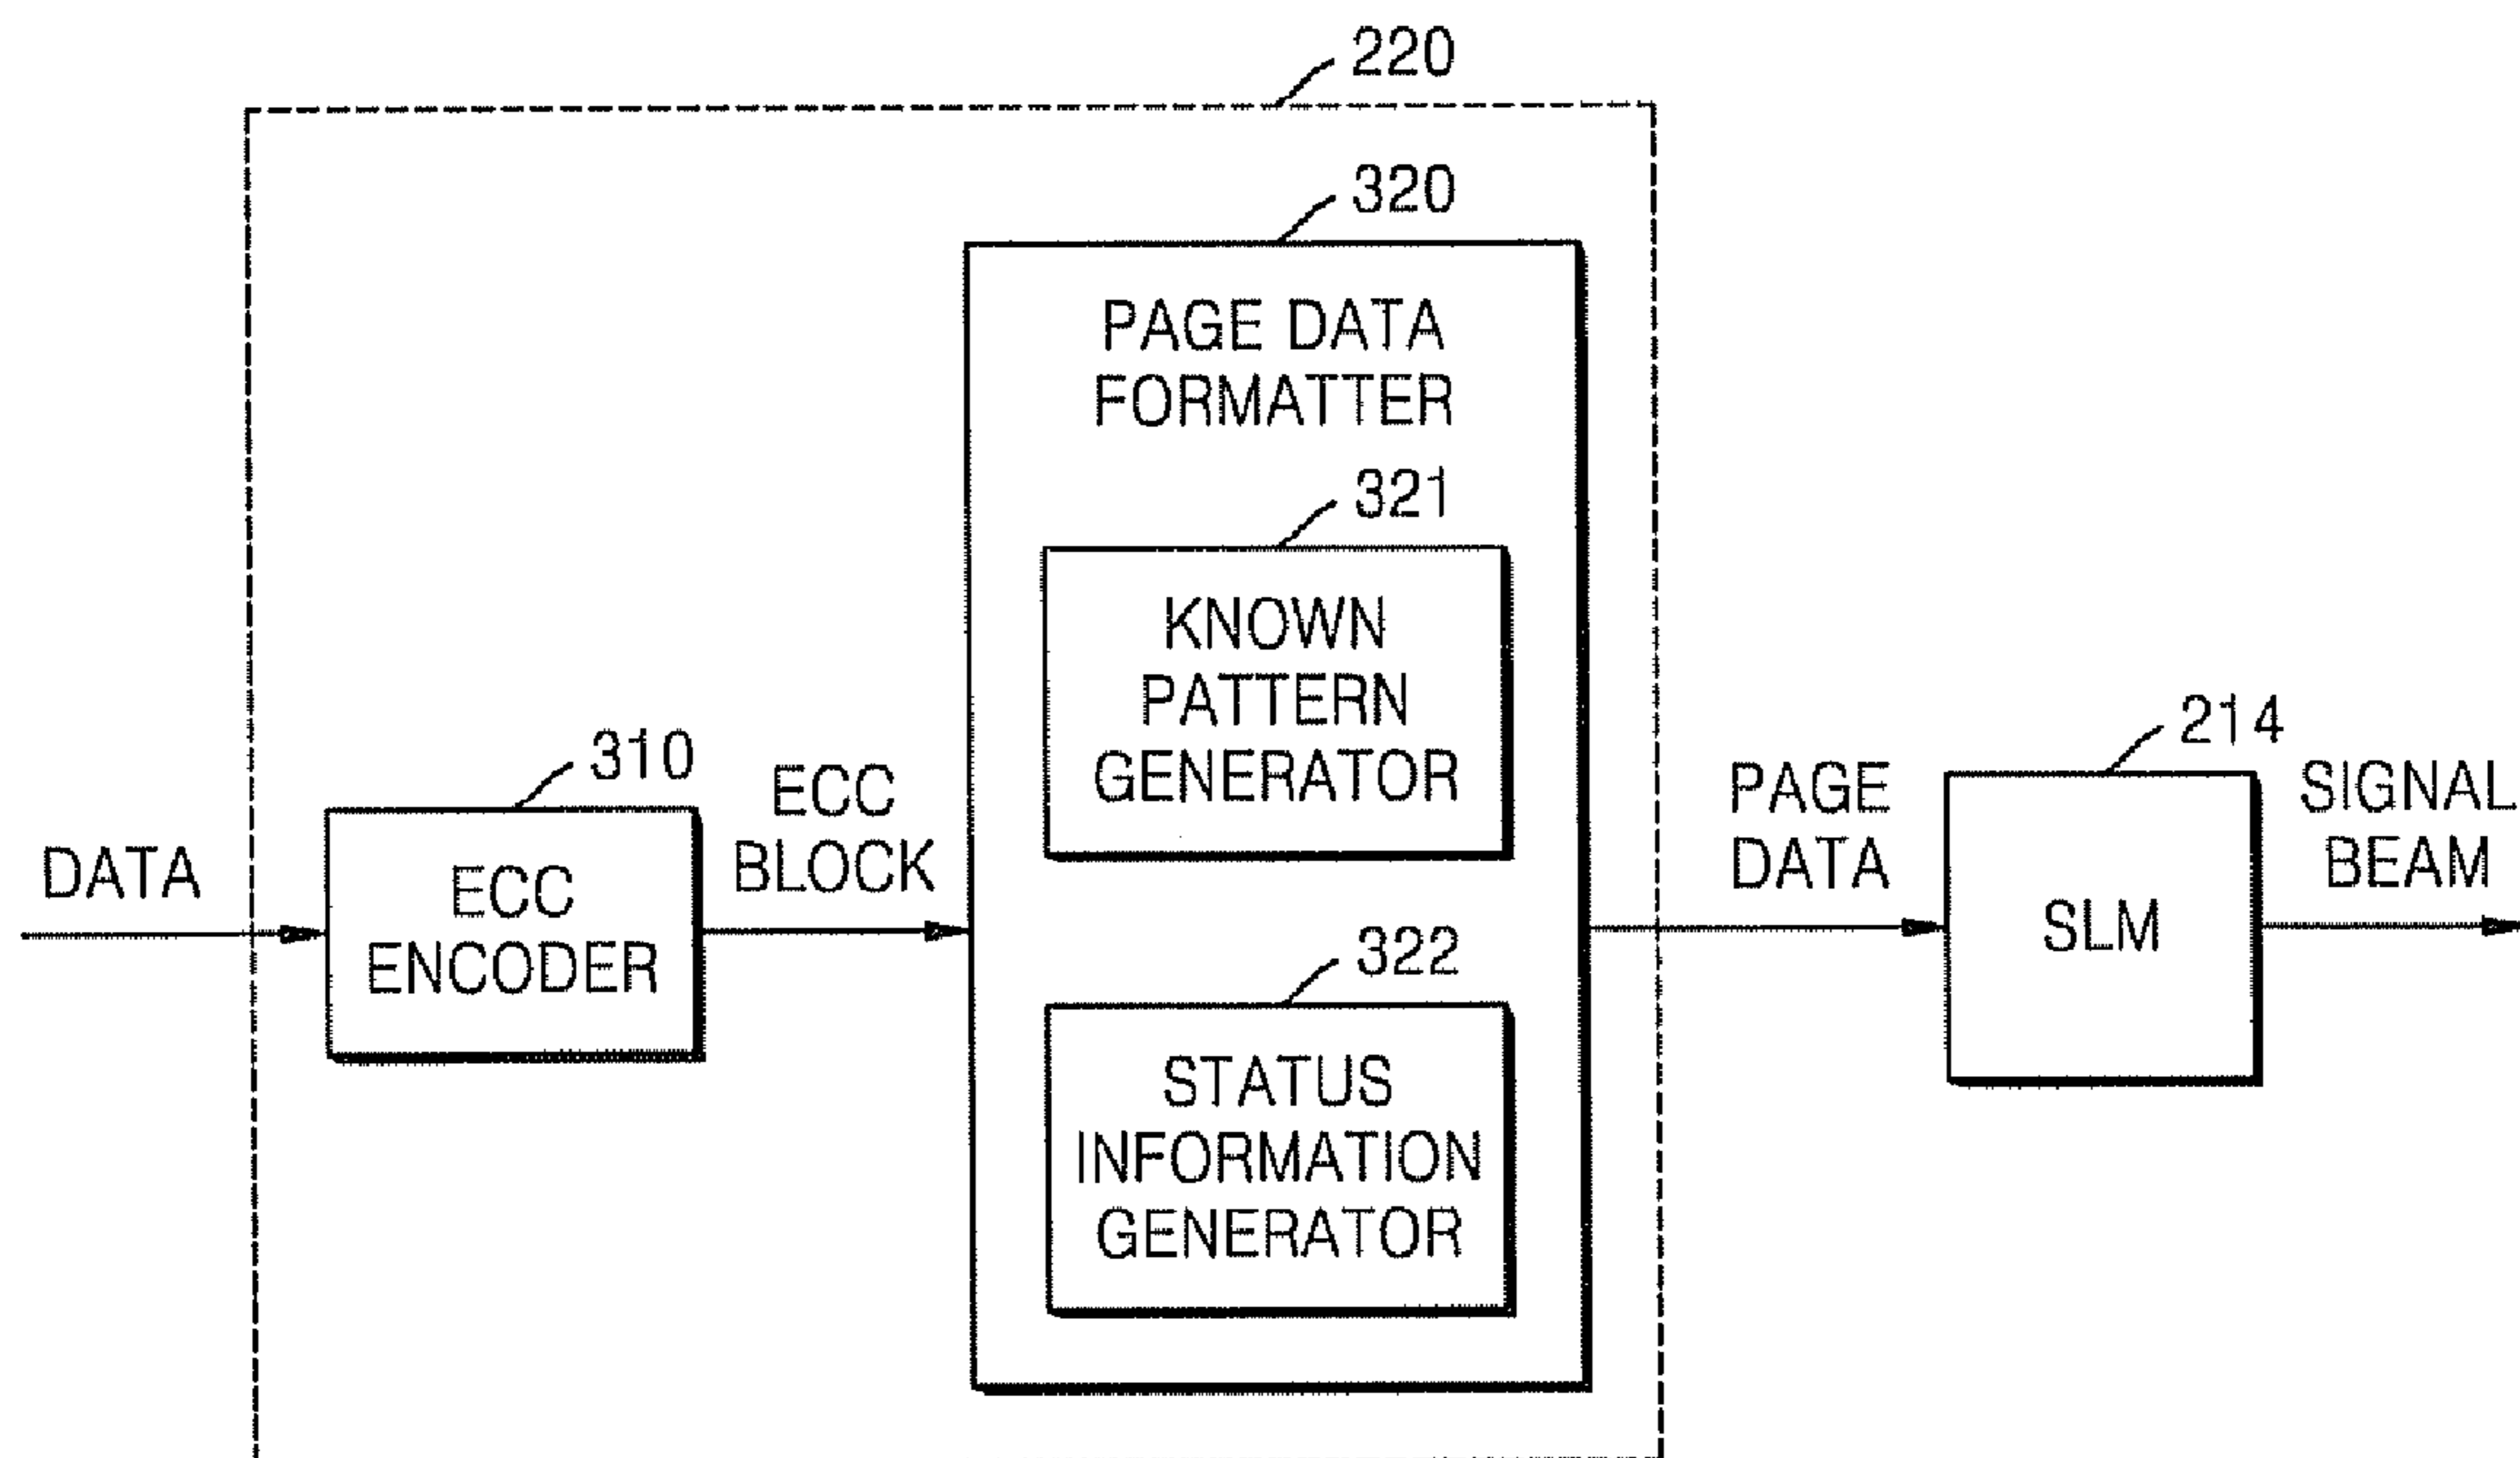 220
320
PAGE DATA
FORMATTER
321
KNOWN
PATTERN
GENERATOR
310
ECC
BLOCK
DATA
ECC
ENCODER
322
STATUS
INFORMATION
GENERATOR
PAGE
DATA
214
SLM
SIGNAL
BEAM